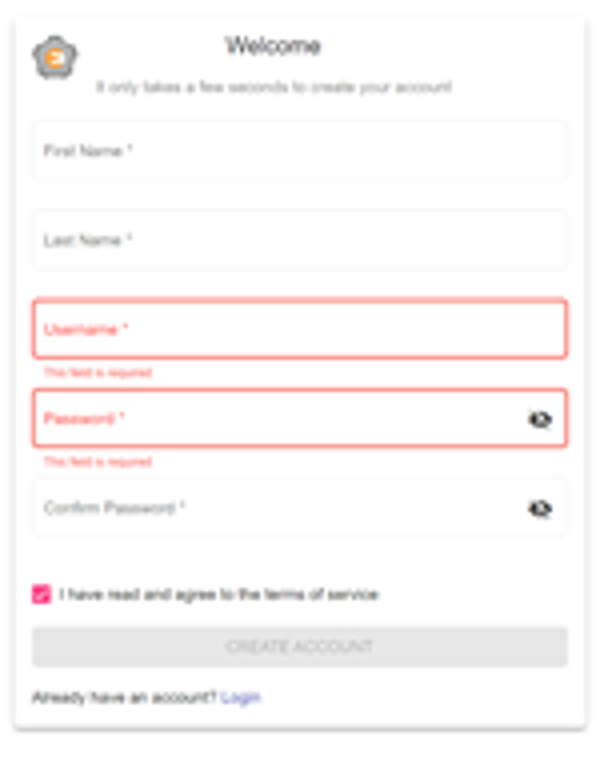 Welcome
It only takes a few seconds to create your account
First Name *
Last Name *
Username *
This field is required
Password *
This field is required
Confirm Password *
I have read and agree to the terms of service
CREATE ACCOUNT
Already have an account? Login